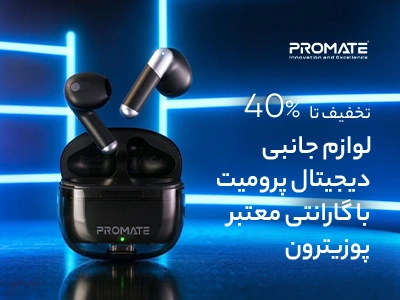 PROMATE
Innovation and Excellence
تخفیف تا 40%
لوازم جانبی
دیجیتال پرومیت
با گارانتی معتبر
پوزیترون
PROMATE